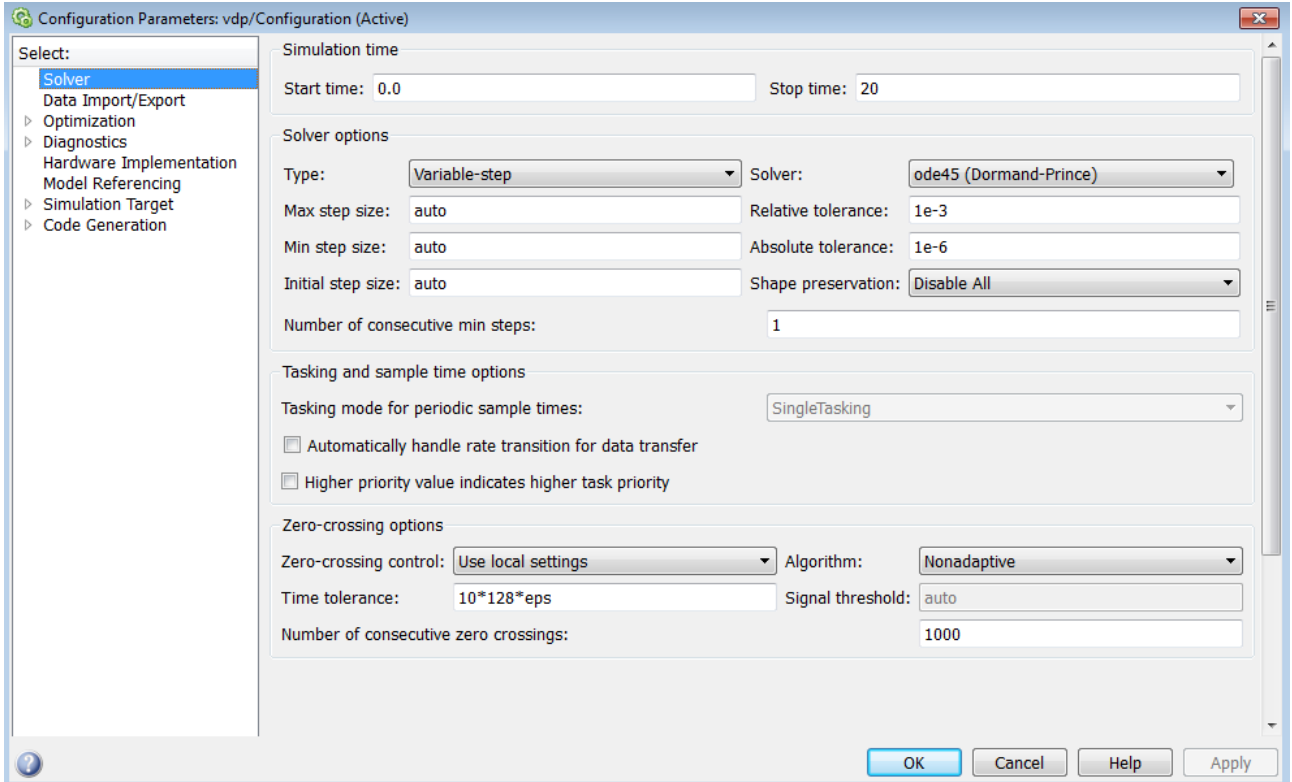 Configuration Parameters: vdp/Configuration (Active)
Select:
Solver
Data Import/Export
Optimization
Diagnostics
Hardware Implementation
Model Referencing
Simulation Target
Code Generation
Simulation time
Start time: 0.0 Stop time: 20
Solver options
Type: Variable-step Solver: ode45 (Dormand-Prince)
Max step size: auto Relative tolerance: 1e-3
Min step size: auto Absolute tolerance: 1e-6
Initial step size: auto Shape preservation: Disable All
Number of consecutive min steps: 1
Tasking and sample time options
Tasking mode for periodic sample times: SingleTasking
Automatically handle rate transition for data transfer
Higher priority value indicates higher task priority
Zero-crossing options
Zero-crossing control: Use local settings Algorithm: Nonadaptive
Time tolerance: 10*128*eps Signal threshold: auto
Number of consecutive zero crossings: 1000
OK Cancel Help Apply